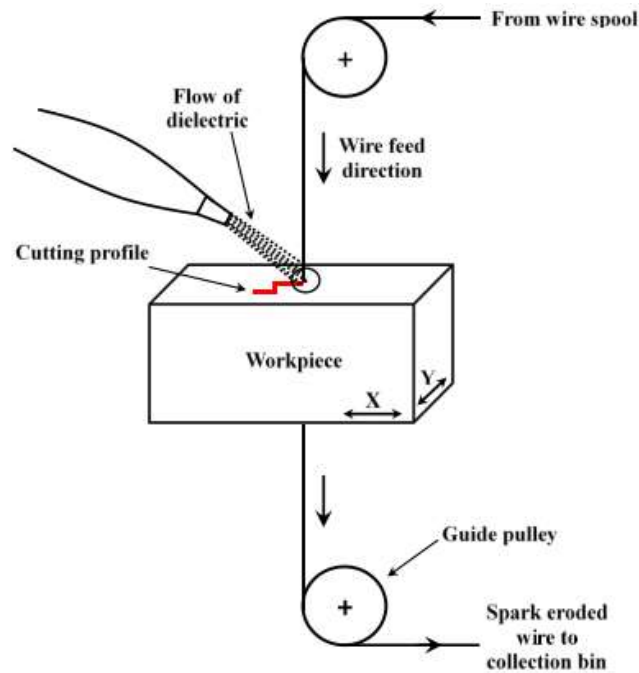 From wire spool
+
Flow of
dielectric
Wire feed
direction
Cutting profile
Workpiece
Y
X
Guide pulley
+
Spark eroded
wire to
collection bin